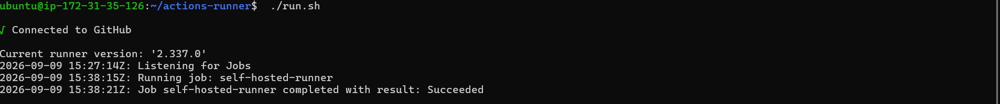 ubuntu@ip-172-31-35-126:~/actions-runner$  ./run.sh
√ Connected to GitHub
Current runner version: '2.337.0'
2026-09-09 15:27:14Z: Listening for Jobs
2026-09-09 15:38:15Z: Running job: self-hosted-runner
2026-09-09 15:38:21Z: Job self-hosted-runner completed with result: Succeeded